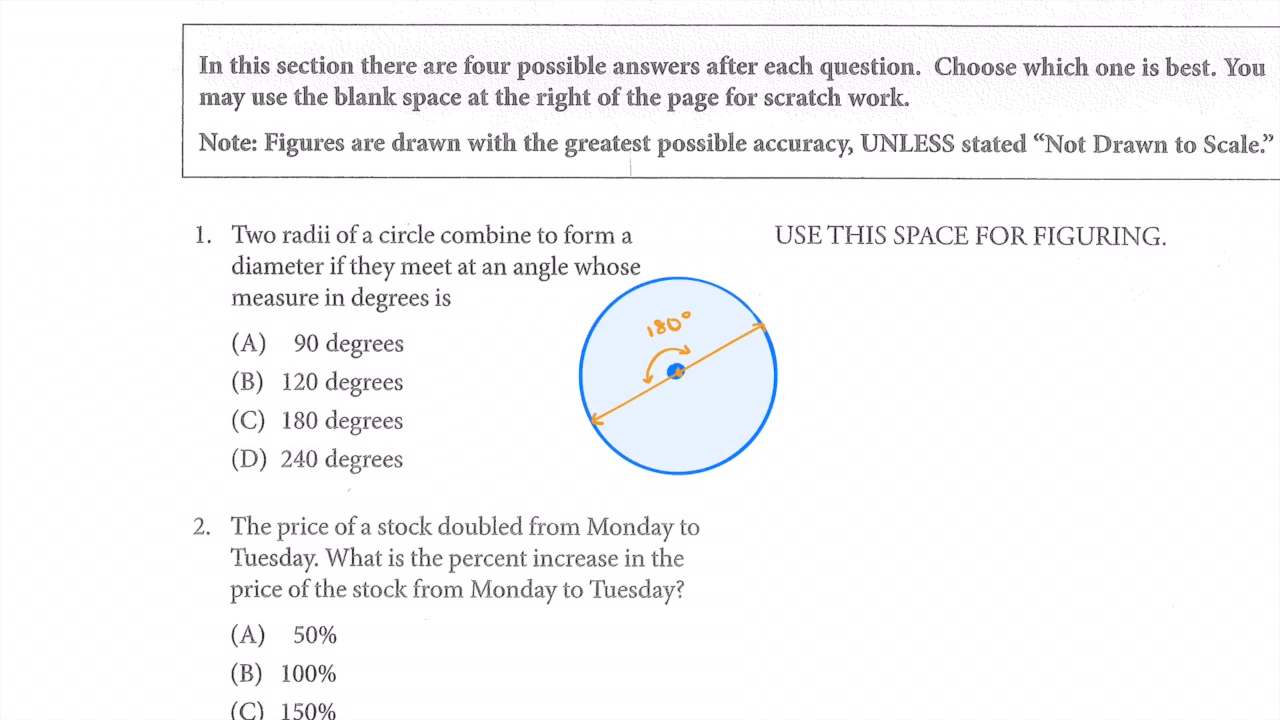 In this section there are four possible answers after each question. Choose which one is best. You
may use the blank space at the right of the page for scratch work.
Note: Figures are drawn with the greatest possible accuracy, UNLESS stated “Not Drawn to Scale.”
1. Two radii of a circle combine to form a
diameter if they meet at an angle whose
measure in degrees is
(A) 90 degrees
(B) 120 degrees
(C) 180 degrees
(D) 240 degrees
USE THIS SPACE FOR FIGURING.
180°
2. The price of a stock doubled from Monday to
Tuesday. What is the percent increase in the
price of the stock from Monday to Tuesday?
(A) 50%
(B) 100%
(C) 150%